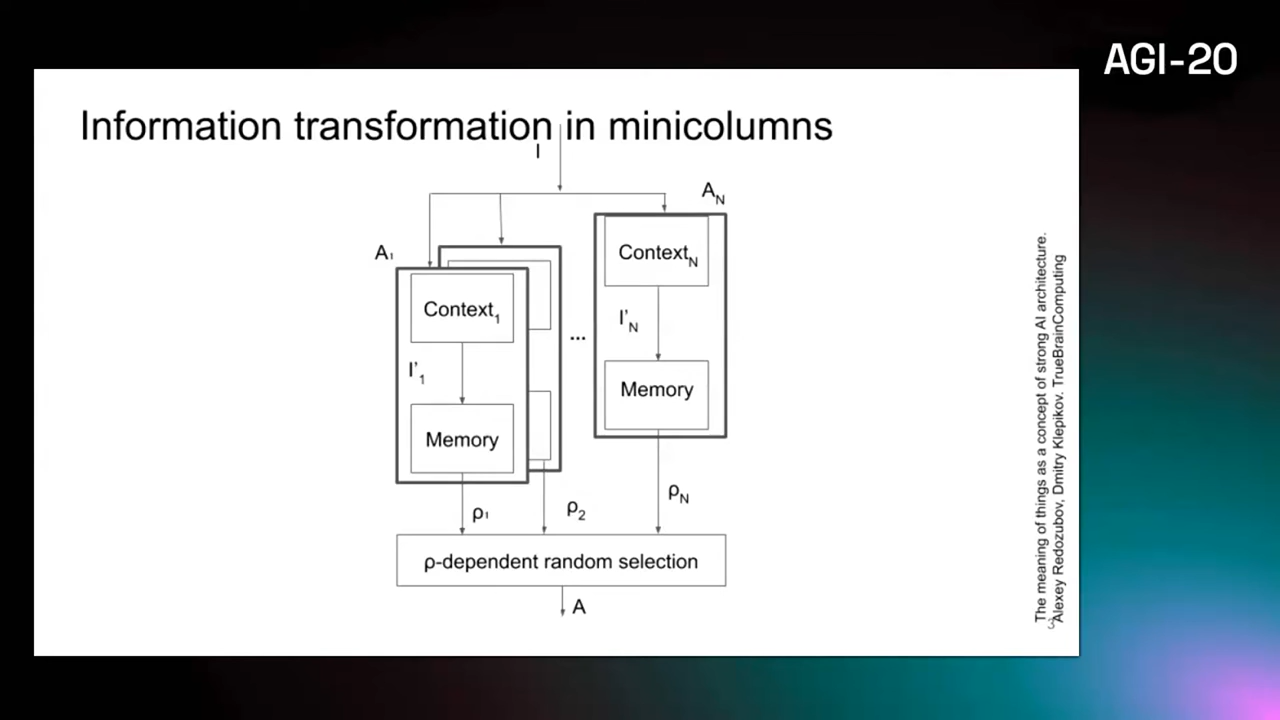 AGI-20
Information transformation in minicolumns
I
A₁
A_N
Context₁
Context_N
...
I'₁
I'_N
Memory
Memory
ρ₁
ρ₂
ρ_N
ρ-dependent random selection
A
The meaning of things as a concept of strong AI architecture.
Alexey Redozubov, Dmitry Klepikov. TrueBrainComputing
3